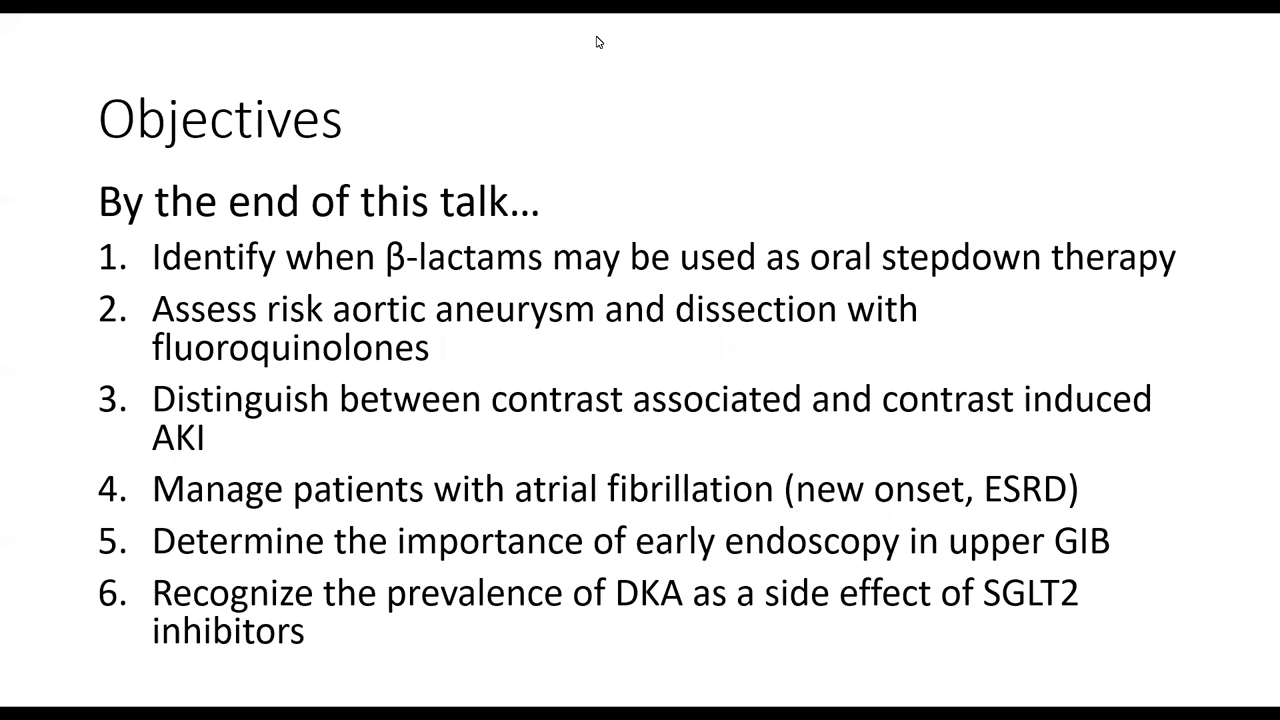 Objectives
By the end of this talk...
1. Identify when β-lactams may be used as oral stepdown therapy
2. Assess risk aortic aneurysm and dissection with
fluoroquinolones
3. Distinguish between contrast associated and contrast induced
AKI
4. Manage patients with atrial fibrillation (new onset, ESRD)
5. Determine the importance of early endoscopy in upper GIB
6. Recognize the prevalence of DKA as a side effect of SGLT2
inhibitors